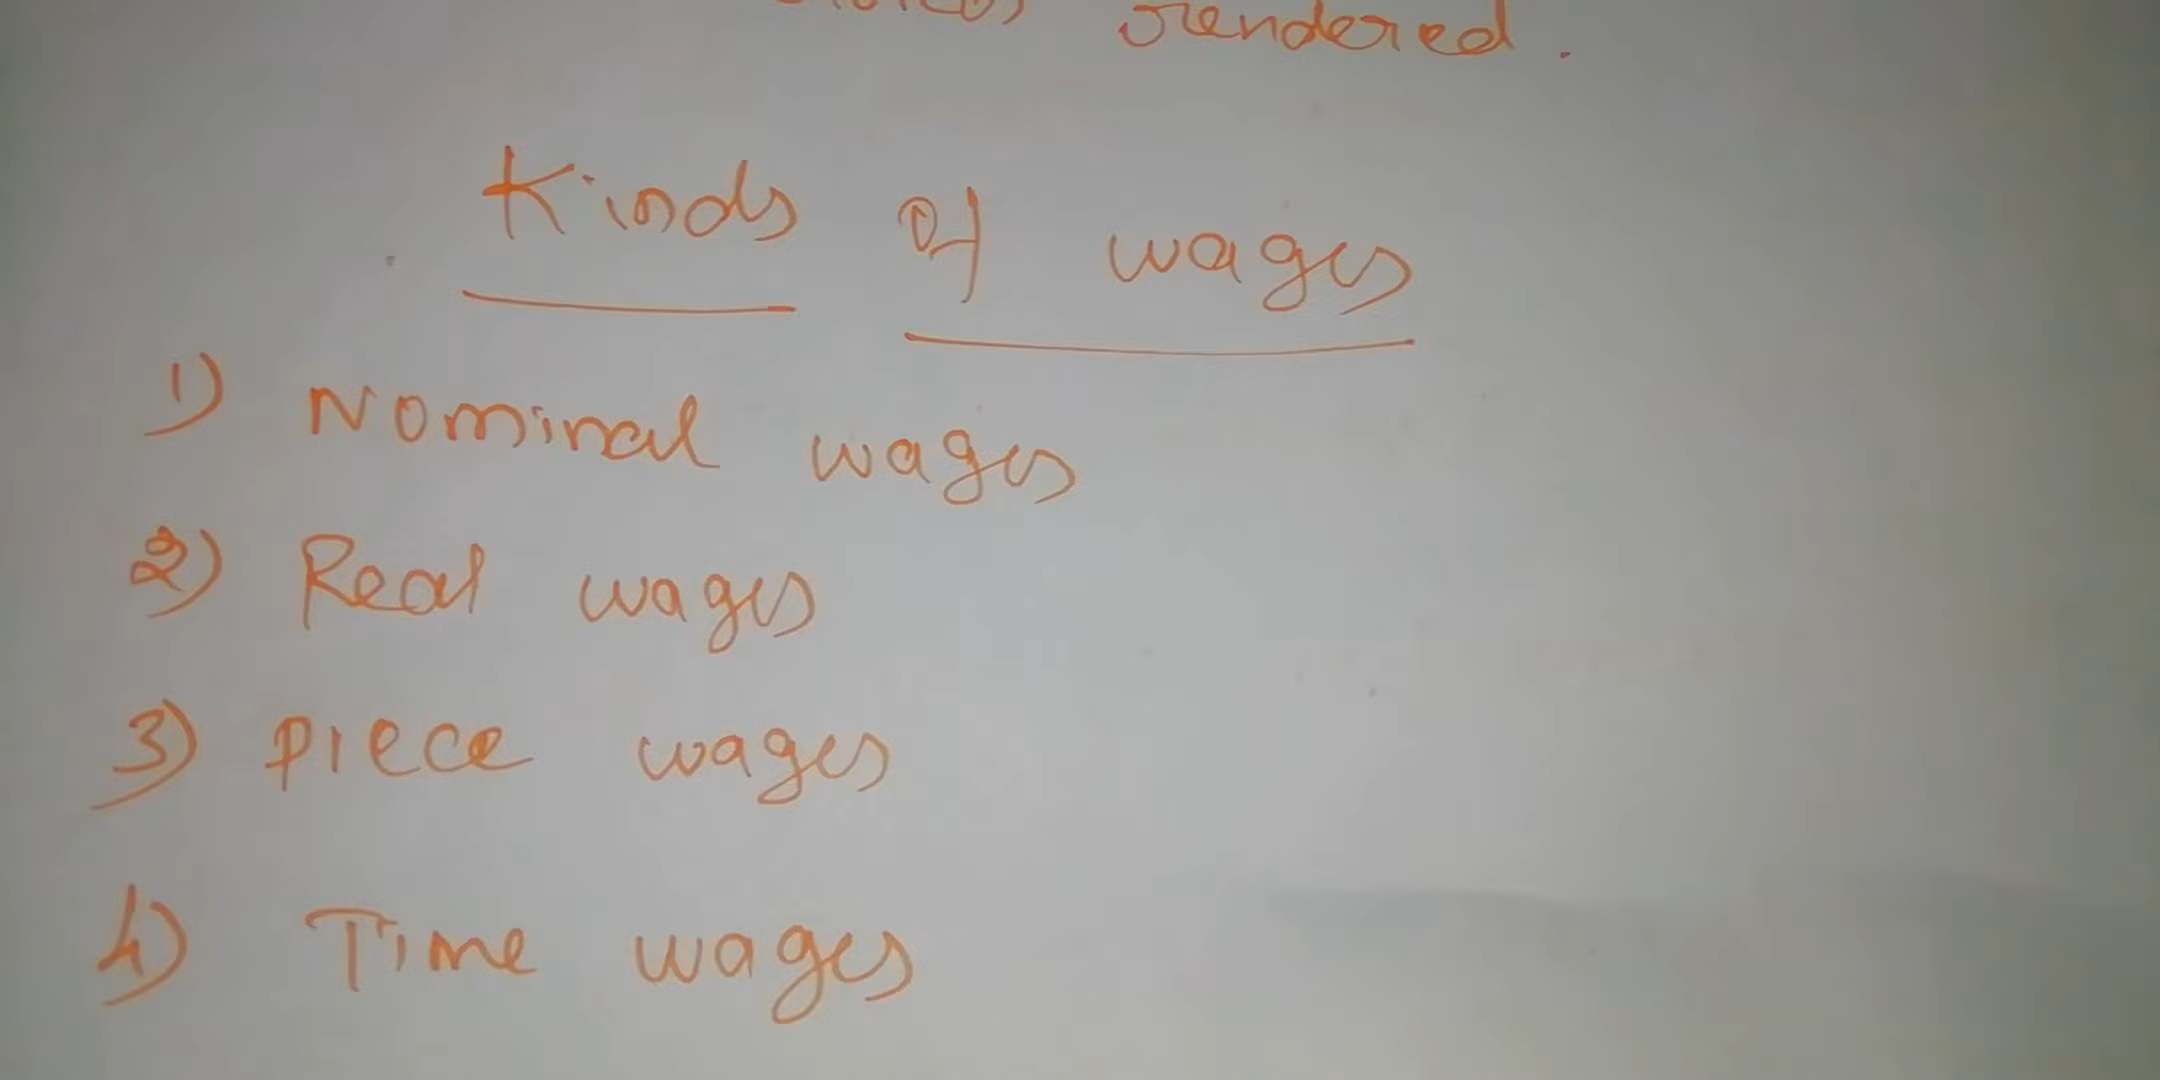 rendered.
Kinds of wages
1) Nominal wages
2) Real wages
3) piece wages
4) Time wages